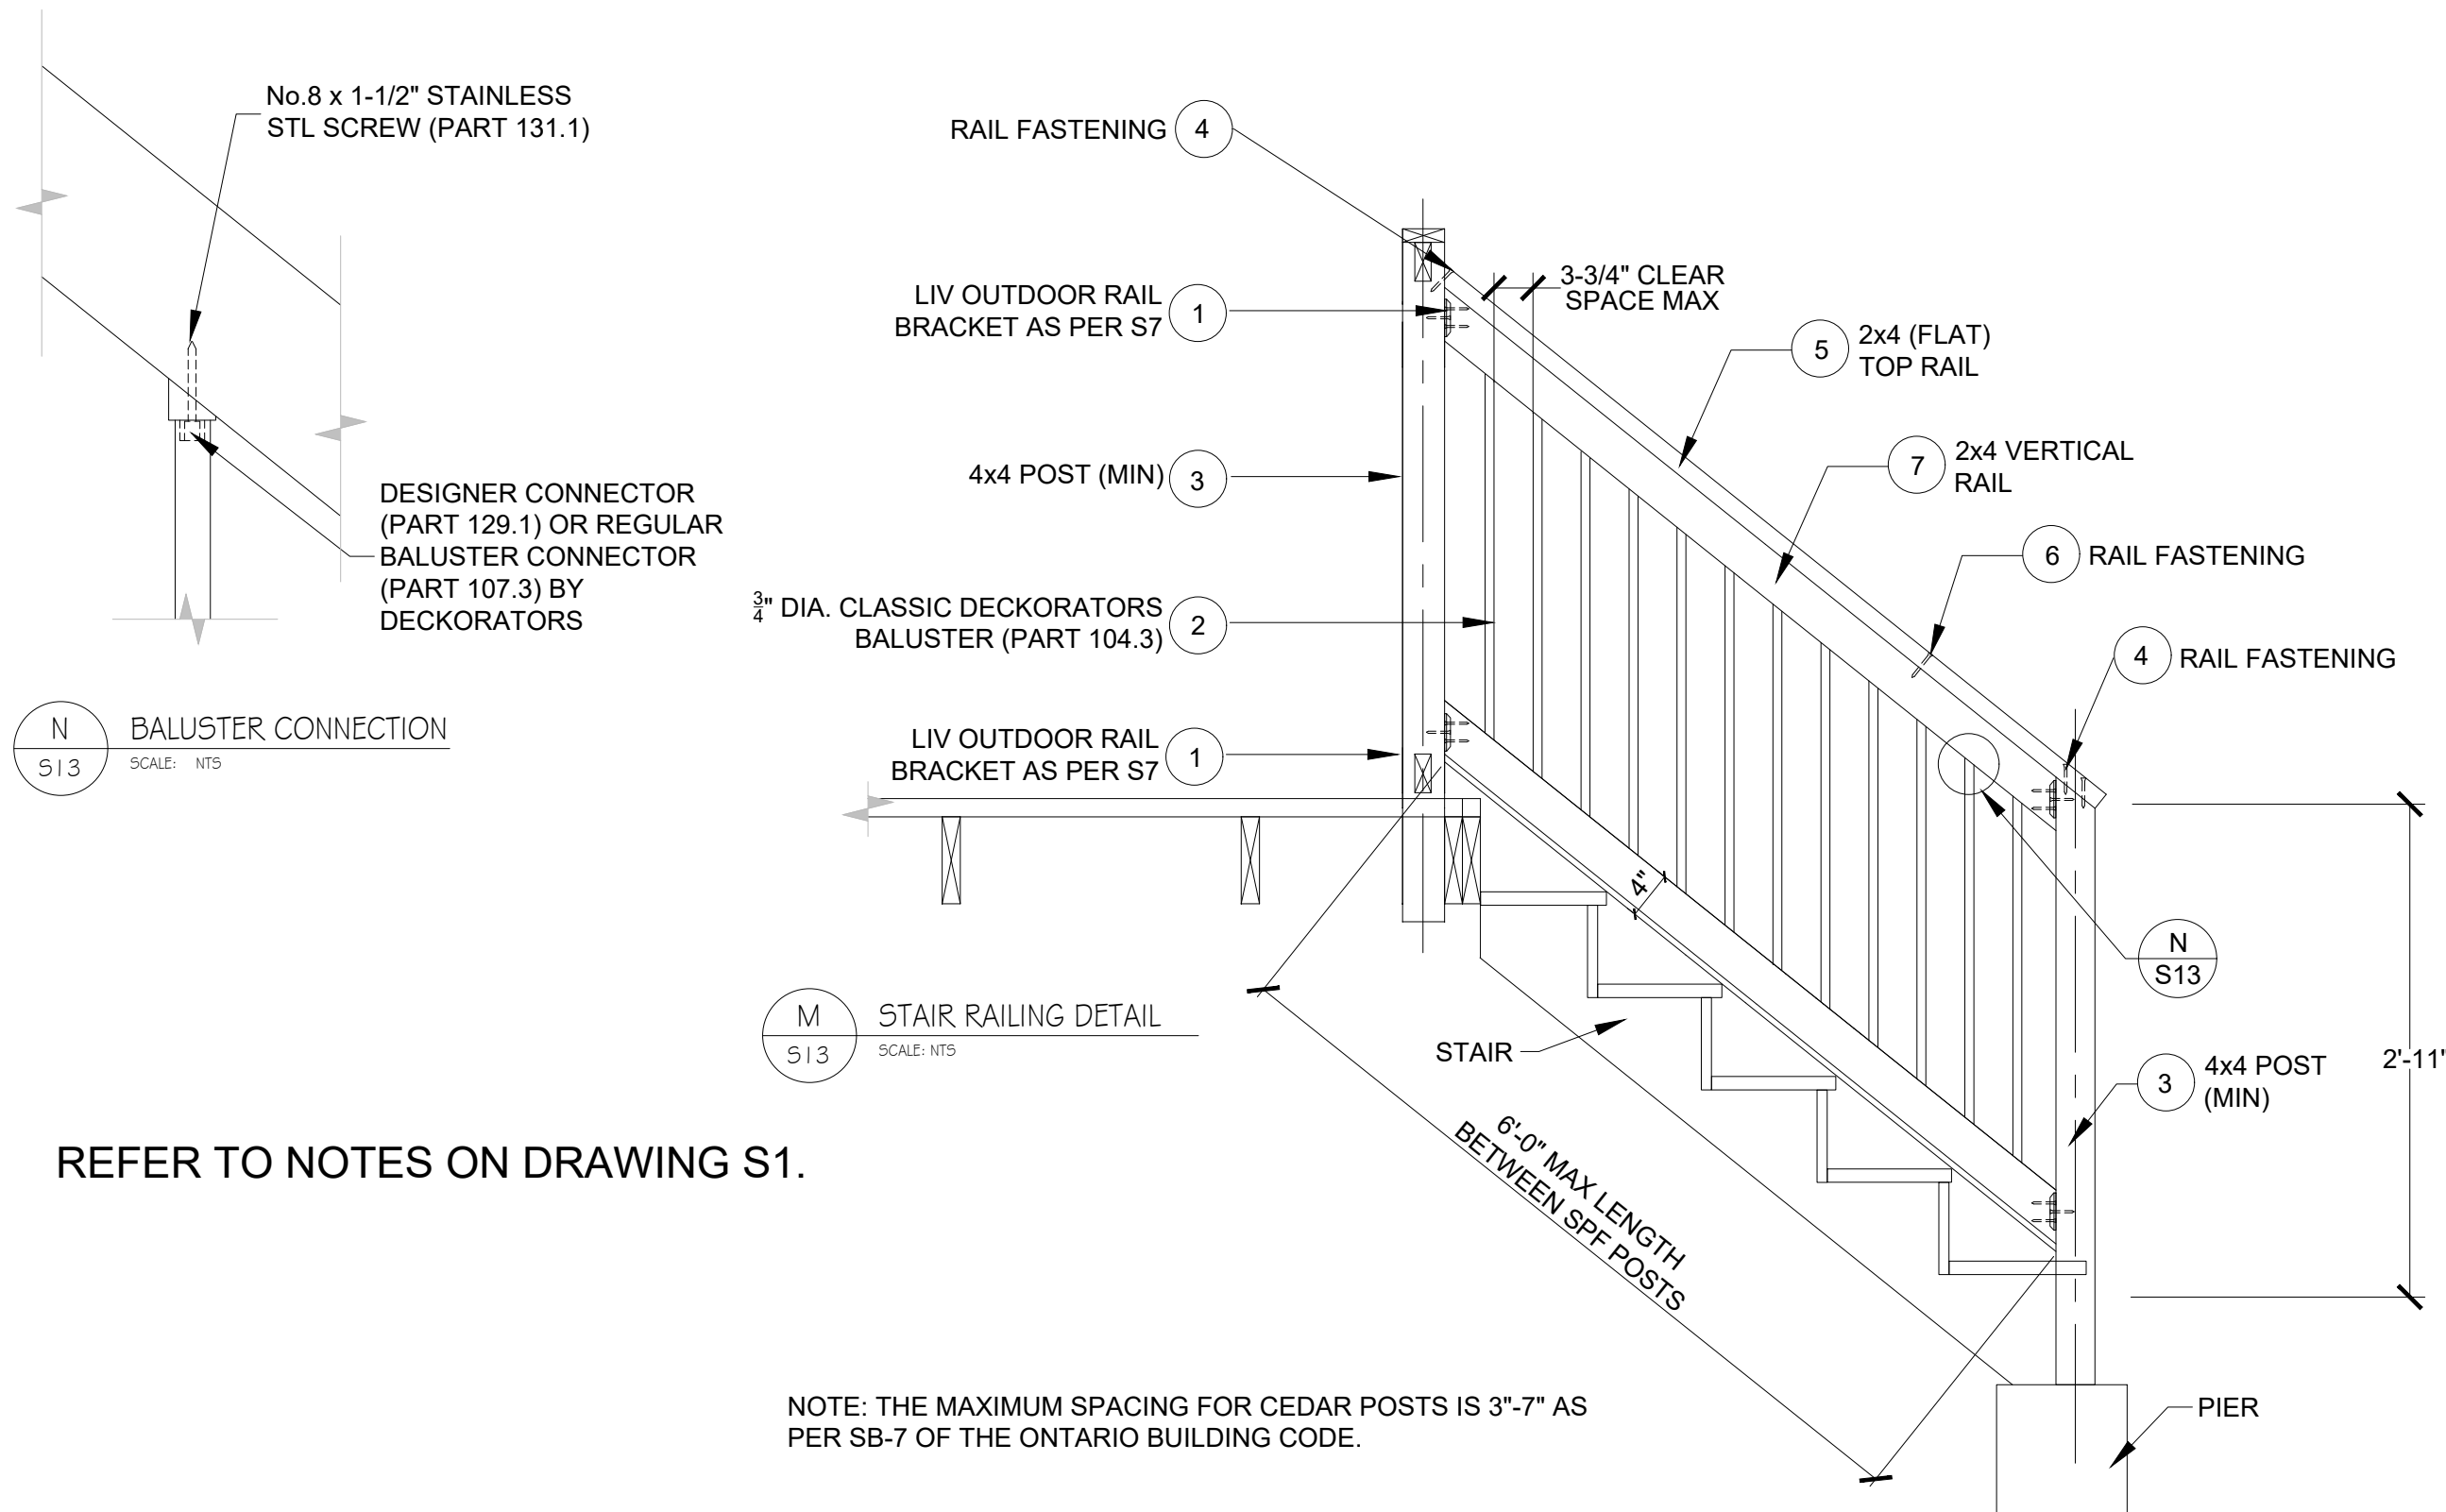 No.8 x 1-1/2" STAINLESS
STL SCREW (PART 131.1)
DESIGNER CONNECTOR
(PART 129.1) OR REGULAR
BALUSTER CONNECTOR
(PART 107.3) BY
DECKORATORS
N
S13
BALUSTER CONNECTION
SCALE: NTS
RAIL FASTENING 4
LIV OUTDOOR RAIL
BRACKET AS PER S7
1
3-3/4" CLEAR
SPACE MAX
5
2x4 (FLAT)
TOP RAIL
4x4 POST (MIN) 3
7
2x4 VERTICAL
RAIL
6 RAIL FASTENING
3/4" DIA. CLASSIC DECKORATORS
BALUSTER (PART 104.3)
2
4 RAIL FASTENING
LIV OUTDOOR RAIL
BRACKET AS PER S7
1
4"
N
S13
M
S13
STAIR RAILING DETAIL
SCALE: NTS
STAIR
3
4x4 POST
(MIN)
2'-11"
6'-0" MAX LENGTH
BETWEEN SPF POSTS
REFER TO NOTES ON DRAWING S1.
NOTE: THE MAXIMUM SPACING FOR CEDAR POSTS IS 3"-7" AS
PER SB-7 OF THE ONTARIO BUILDING CODE.
PIER